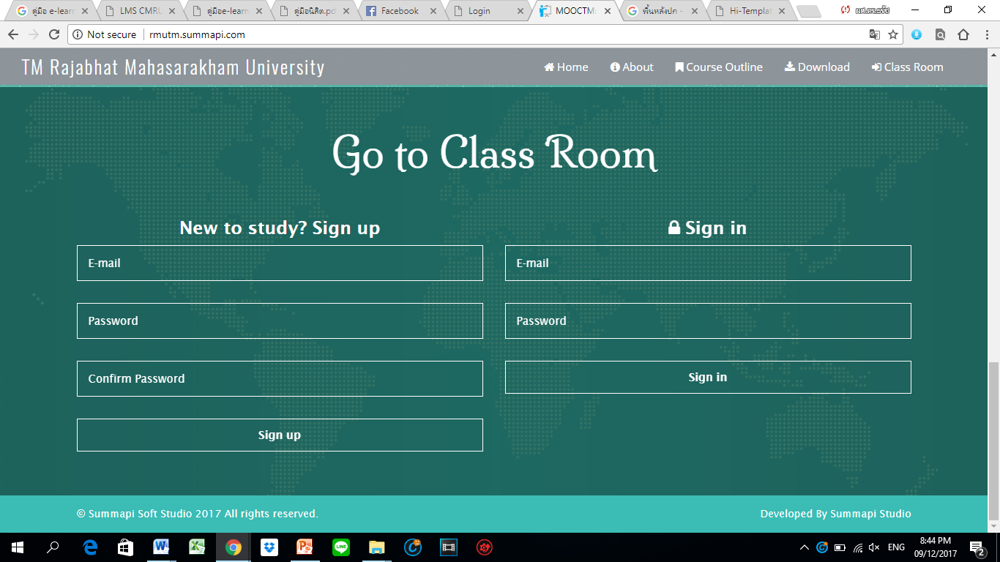 คู่มือ e-learn
LMS CMRU
คู่มือe-learn
คู่มือนิสิต.pd
Facebook
Login
MOOCTM:
พื้นหลังปก -
Hi-Templat
Not secure rmutm.summapi.com
TM Rajabhat Mahasarakham University
Home About Course Outline Download Class Room
Go to Class Room
New to study? Sign up
E-mail
Password
Confirm Password
Sign up
Sign in
E-mail
Password
Sign in
© Summapi Soft Studio 2017 All rights reserved.
Developed By Summapi Studio
ENG
8:44 PM
09/12/2017
2